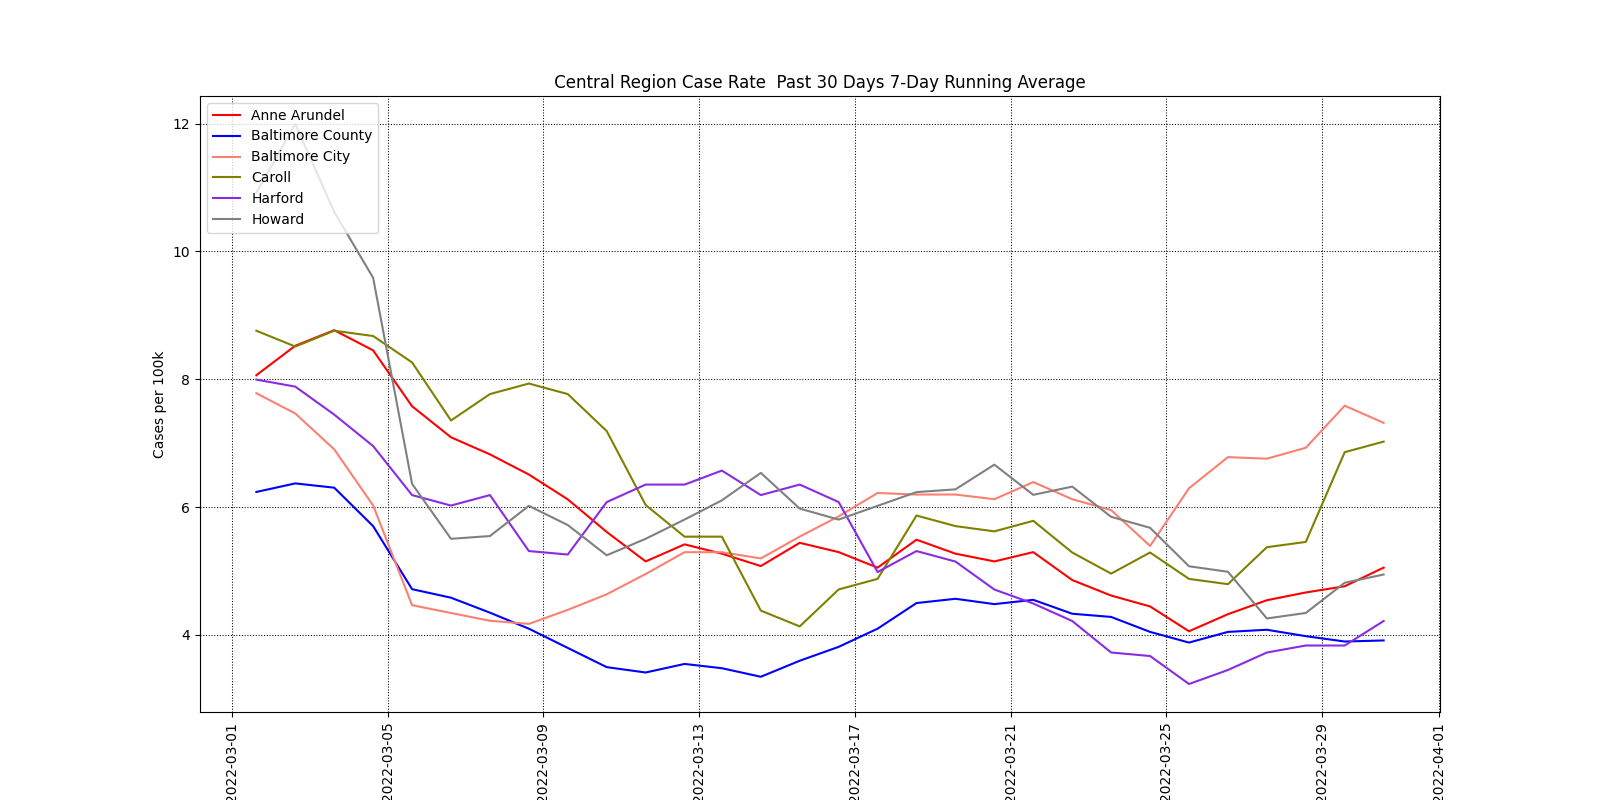 Central Region Case Rate  Past 30 Days 7-Day Running Average
Anne Arundel
Baltimore County
Baltimore City
Caroll
Harford
Howard
12
10
8
6
4
Cases per 100k
2022-03-01
2022-03-05
2022-03-09
2022-03-13
2022-03-17
2022-03-21
2022-03-25
2022-03-29
2022-04-01